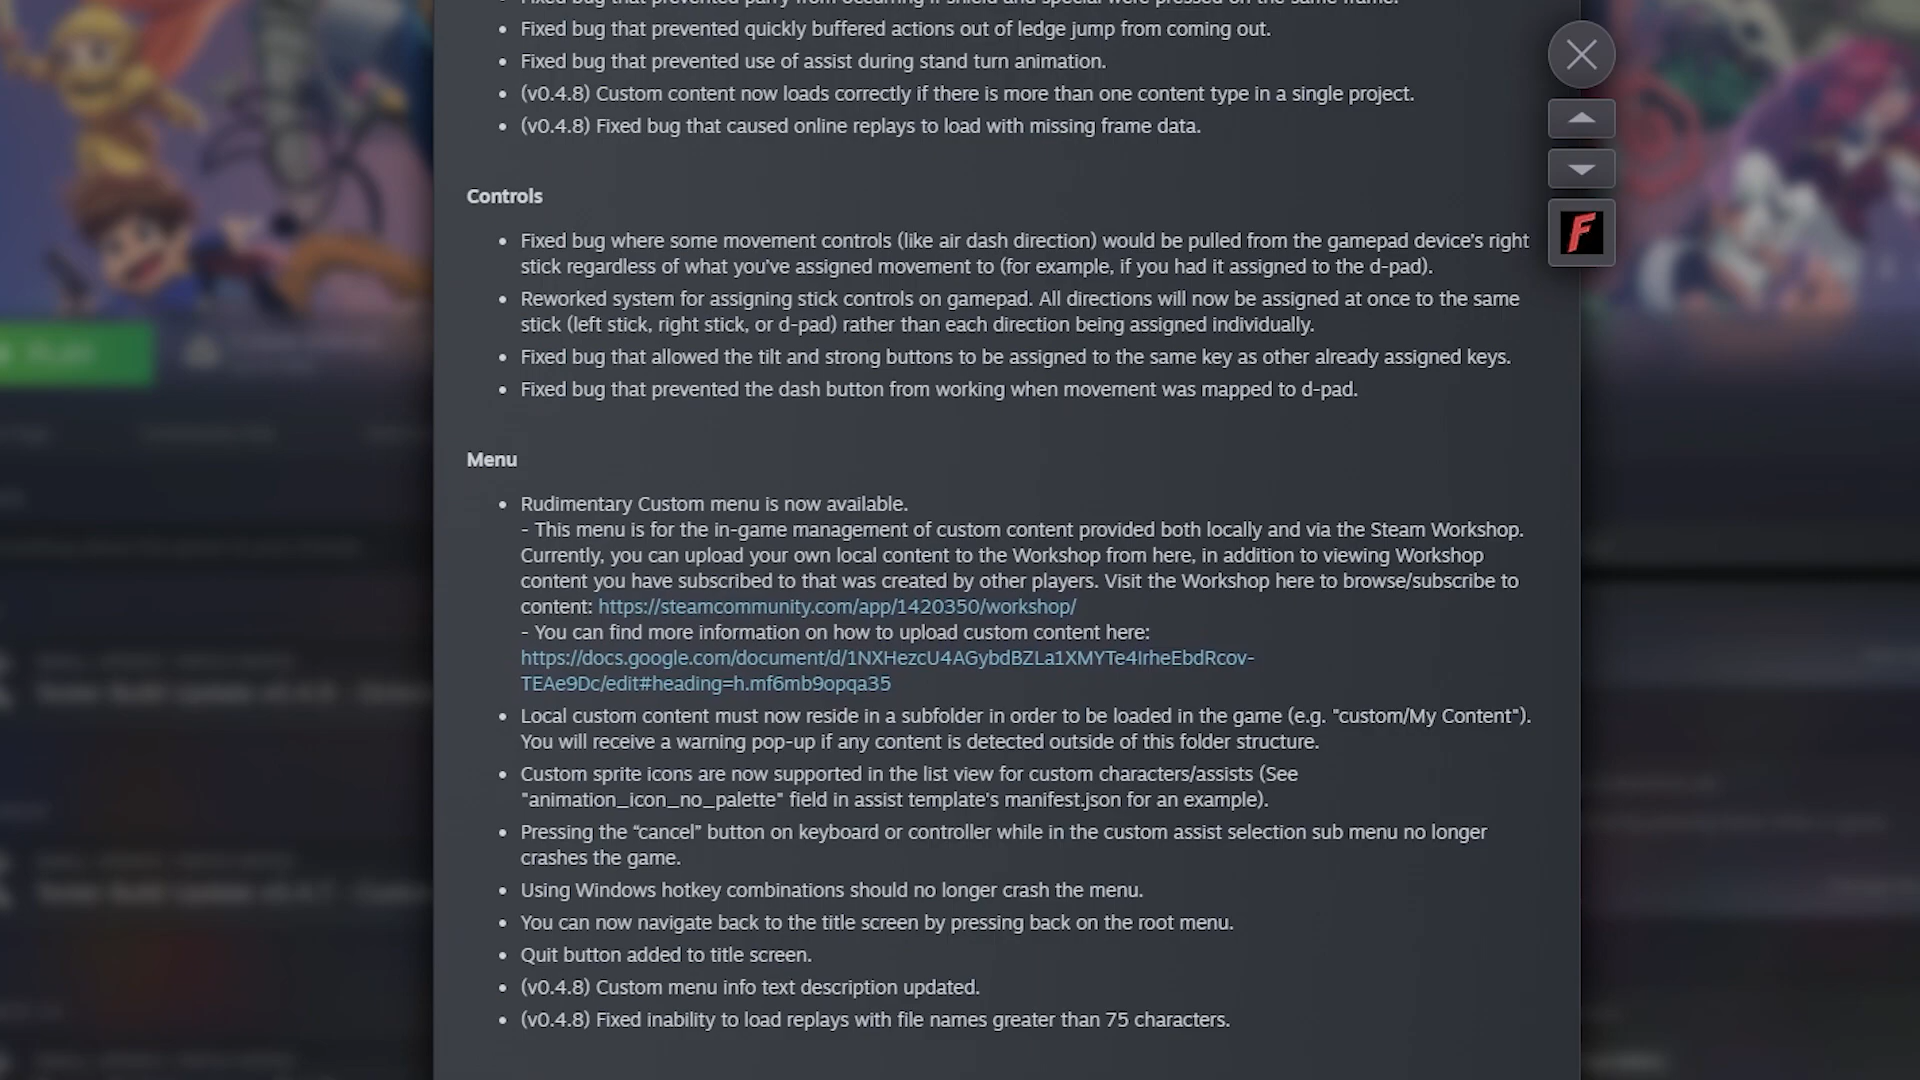 Fixed bug that prevented parry from occurring if shield and special were pressed on the same frame.
• Fixed bug that prevented quickly buffered actions out of ledge jump from coming out.
• Fixed bug that prevented use of assist during stand turn animation.
• (v0.4.8) Custom content now loads correctly if there is more than one content type in a single project.
• (v0.4.8) Fixed bug that caused online replays to load with missing frame data.
Controls
• Fixed bug where some movement controls (like air dash direction) would be pulled from the gamepad device's right
stick regardless of what you've assigned movement to (for example, if you had it assigned to the d-pad).
• Reworked system for assigning stick controls on gamepad. All directions will now be assigned at once to the same
stick (left stick, right stick, or d-pad) rather than each direction being assigned individually.
• Fixed bug that allowed the tilt and strong buttons to be assigned to the same key as other already assigned keys.
• Fixed bug that prevented the dash button from working when movement was mapped to d-pad.
Menu
• Rudimentary Custom menu is now available.
- This menu is for the in-game management of custom content provided both locally and via the Steam Workshop.
Currently, you can upload your own local content to the Workshop from here, in addition to viewing Workshop
content you have subscribed to that was created by other players. Visit the Workshop here to browse/subscribe to
content: https://steamcommunity.com/app/1420350/workshop/
- You can find more information on how to upload custom content here:
https://docs.google.com/document/d/1NXHezcU4AGybdBZLa1XMYTe4IrheEbdRcov-
TEAe9Dc/edit#heading=h.mf6mb9opqa35
• Local custom content must now reside in a subfolder in order to be loaded in the game (e.g. "custom/My Content").
You will receive a warning pop-up if any content is detected outside of this folder structure.
• Custom sprite icons are now supported in the list view for custom characters/assists (See
"animation_icon_no_palette" field in assist template's manifest.json for an example).
• Pressing the “cancel” button on keyboard or controller while in the custom assist selection sub menu no longer
crashes the game.
• Using Windows hotkey combinations should no longer crash the menu.
• You can now navigate back to the title screen by pressing back on the root menu.
• Quit button added to title screen.
• (v0.4.8) Custom menu info text description updated.
• (v0.4.8) Fixed inability to load replays with file names greater than 75 characters.
F